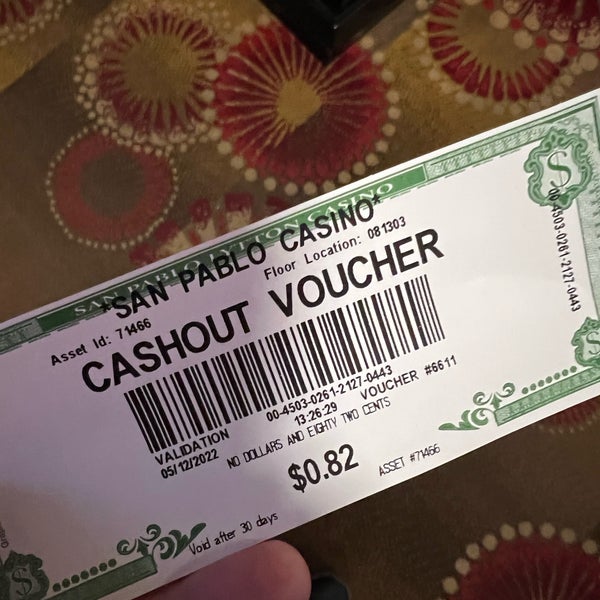 SAN PABLO LYTTON CASINO
*SAN PABLO CASINO*
Asset Id: 71466 Floor Location: 081303
CASHOUT VOUCHER
00-4503-0261-2127-0443
VALIDATION 00-4503-0261-2127-0443
05/12/2022 13:26:29 VOUCHER #6611
NO DOLLARS AND EIGHTY TWO CENTS
$0.82
Void after 30 days ASSET #71466